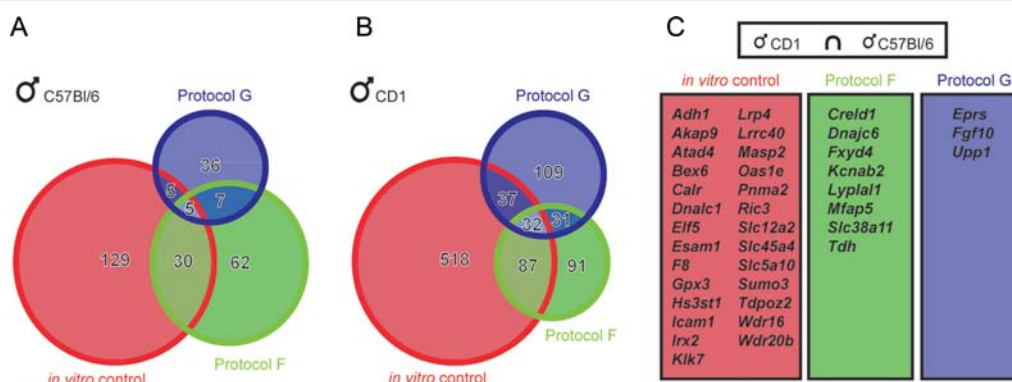 A
♂ C57Bl/6
Protocol G
36
5
7
5
129
30
62
Protocol F
in vitro control
B
♂ CD1
Protocol G
109
37
32
31
518
87
91
Protocol F
in vitro control
C
♂ CD1 ∩ ♂ C57Bl/6
in vitro control
Protocol F
Protocol G
Adh1 Lrp4
Akap9 Lrrc40
Atad4 Masp2
Bex6 Oas1e
Calr Pnma2
Dnalc1 Ric3
Elf5 Slc12a2
Esam1 Slc45a4
F8 Slc5a10
Gpx3 Sumo3
Hs3st1 Tdpoz2
Icam1 Wdr16
Irx2 Wdr20b
Klk7
Creld1
Dnajc6
Fxyd4
Kcnab2
Lyplal1
Mfap5
Slc38a11
Tdh
Eprs
Fgf10
Upp1